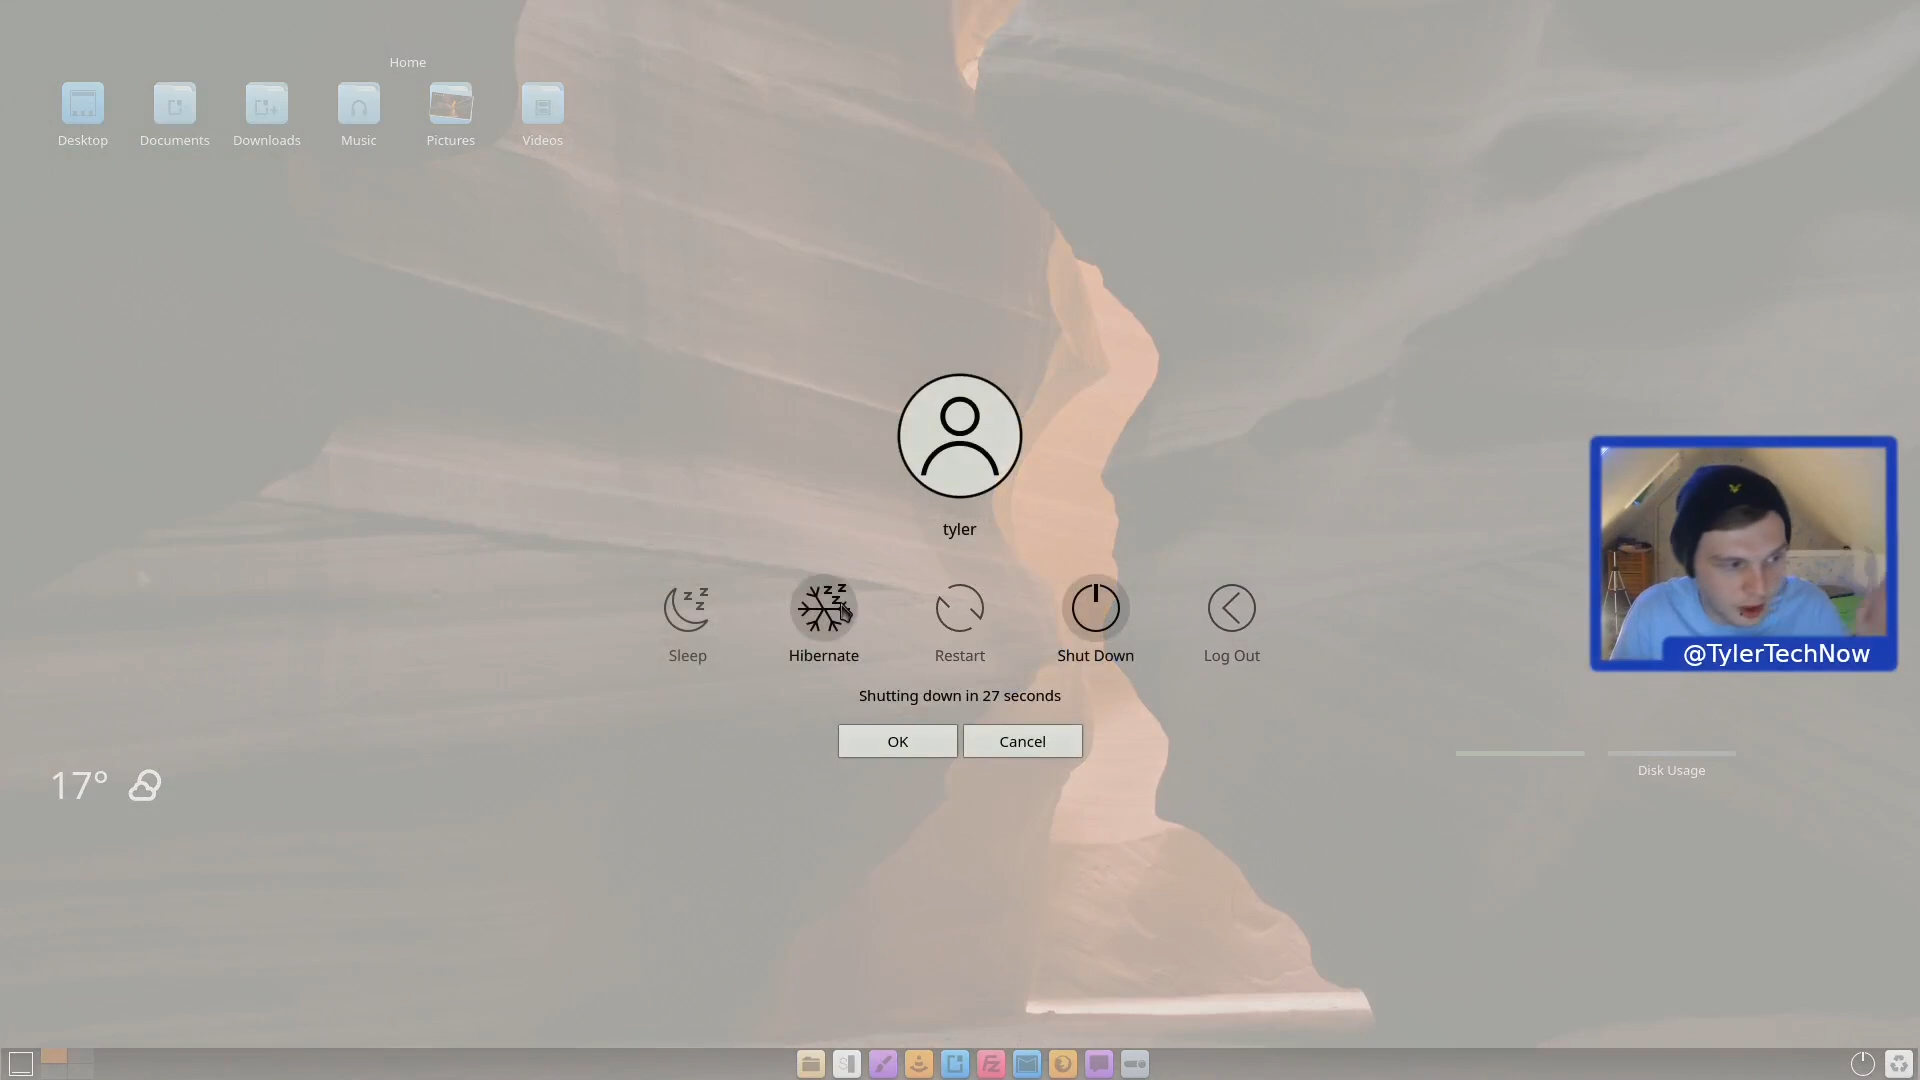 Home
Desktop
Documents
Downloads
Music
Pictures
Videos
tyler
Sleep
Hibernate
Restart
Shut Down
Log Out
Shutting down in 27 seconds
OK
Cancel
@TylerTechNow
17°
Disk Usage